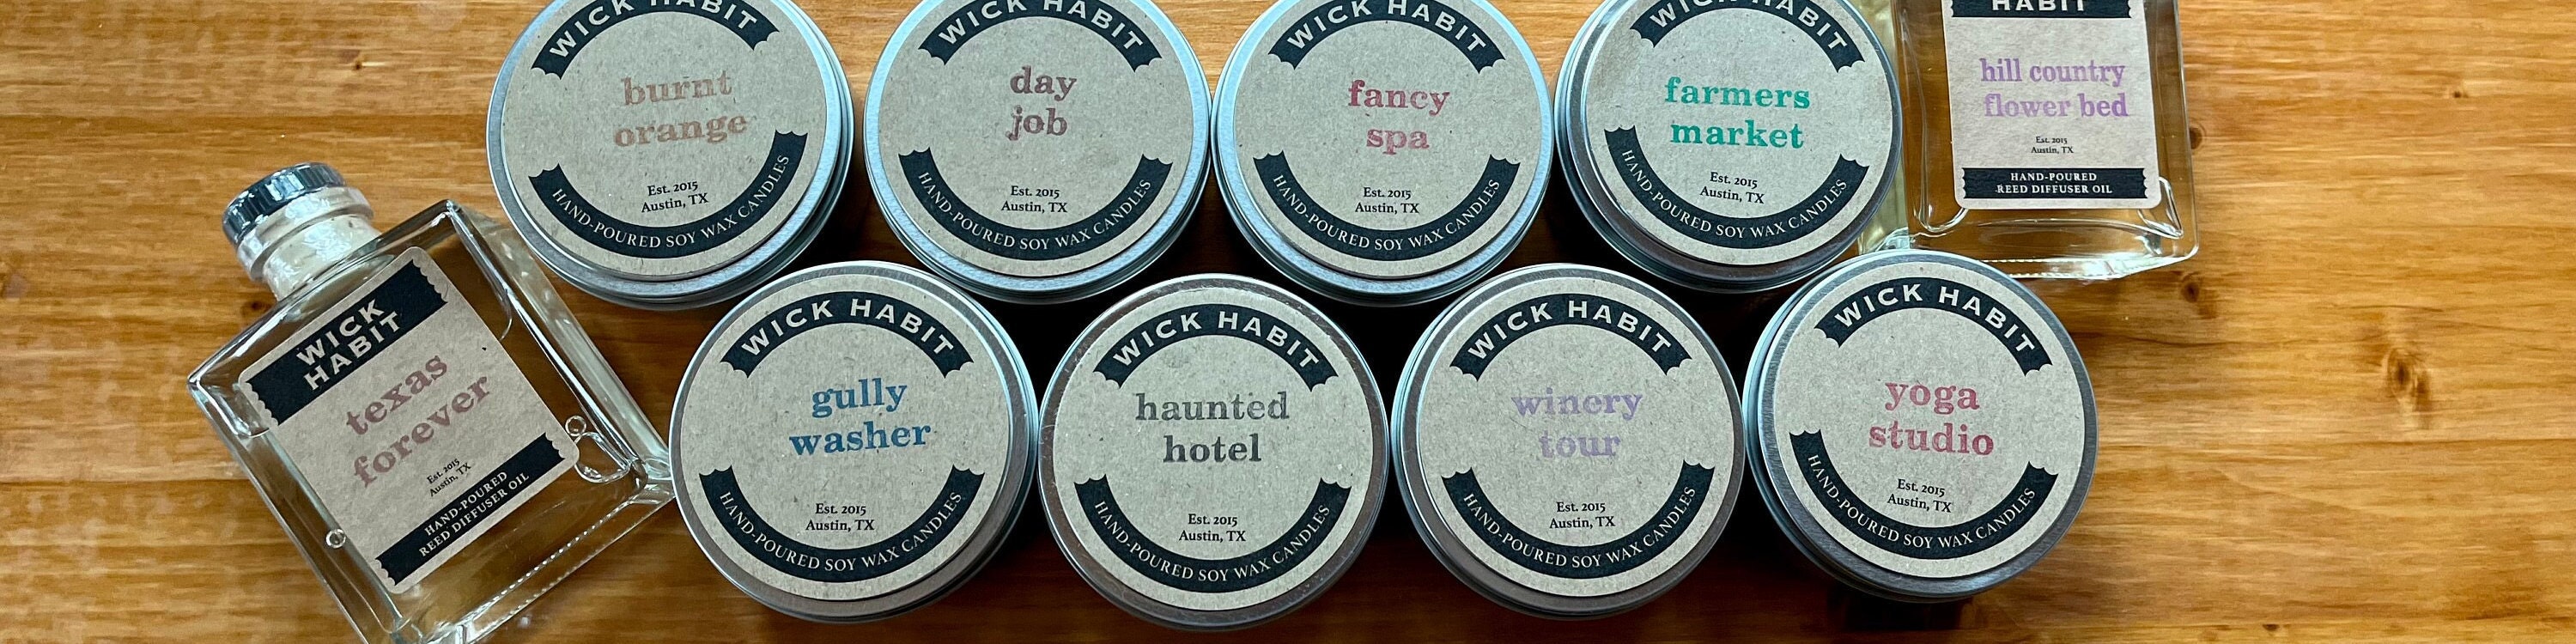 WICK HABIT
burnt
orange
Est. 2015
Austin, TX
HAND-POURED SOY WAX CANDLES
WICK HABIT
day
job
Est. 2015
Austin, TX
HAND-POURED SOY WAX CANDLES
WICK HABIT
fancy
spa
Est. 2015
Austin, TX
HAND-POURED SOY WAX CANDLES
WICK HABIT
farmers
market
Est. 2015
Austin, TX
HAND-POURED SOY WAX CANDLES
HABIT
hill country
flower bed
Est. 2015
Austin, TX
HAND-POURED
REED DIFFUSER OIL
WICK
HABIT
texas
forever
Est. 2015
Austin, TX
HAND-POURED
REED DIFFUSER OIL
WICK HABIT
gully
washer
Est. 2015
Austin, TX
HAND-POURED SOY WAX CANDLES
WICK HABIT
haunted
hotel
Est. 2015
Austin, TX
HAND-POURED SOY WAX CANDLES
WICK HABIT
winery
tour
Est. 2015
Austin, TX
HAND-POURED SOY WAX CANDLES
WICK HABIT
yoga
studio
Est. 2015
Austin, TX
HAND-POURED SOY WAX CANDLES